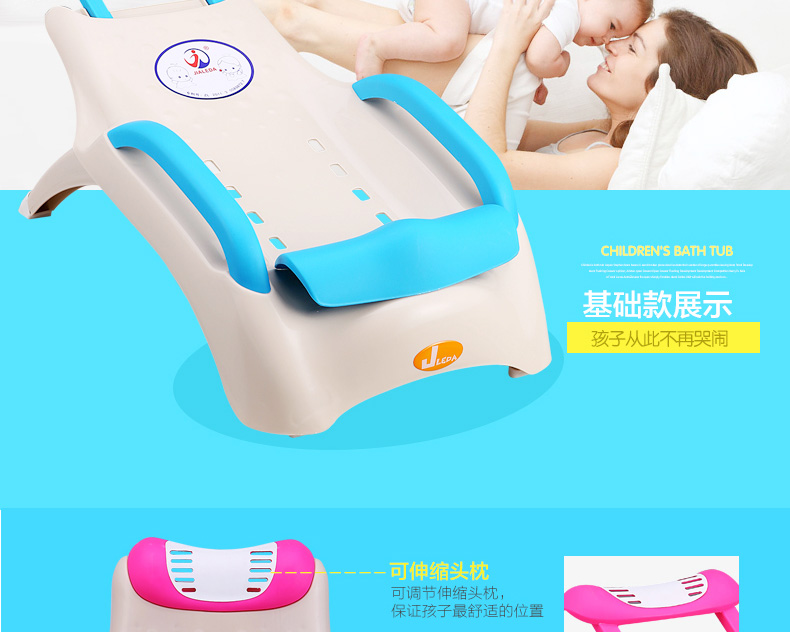 JIALEDA
CHILDREN'S BATH TUB
基础款展示
孩子从此不再哭闹
JLEDA
可伸缩头枕
可调节伸缩头枕，
保证孩子最舒适的位置